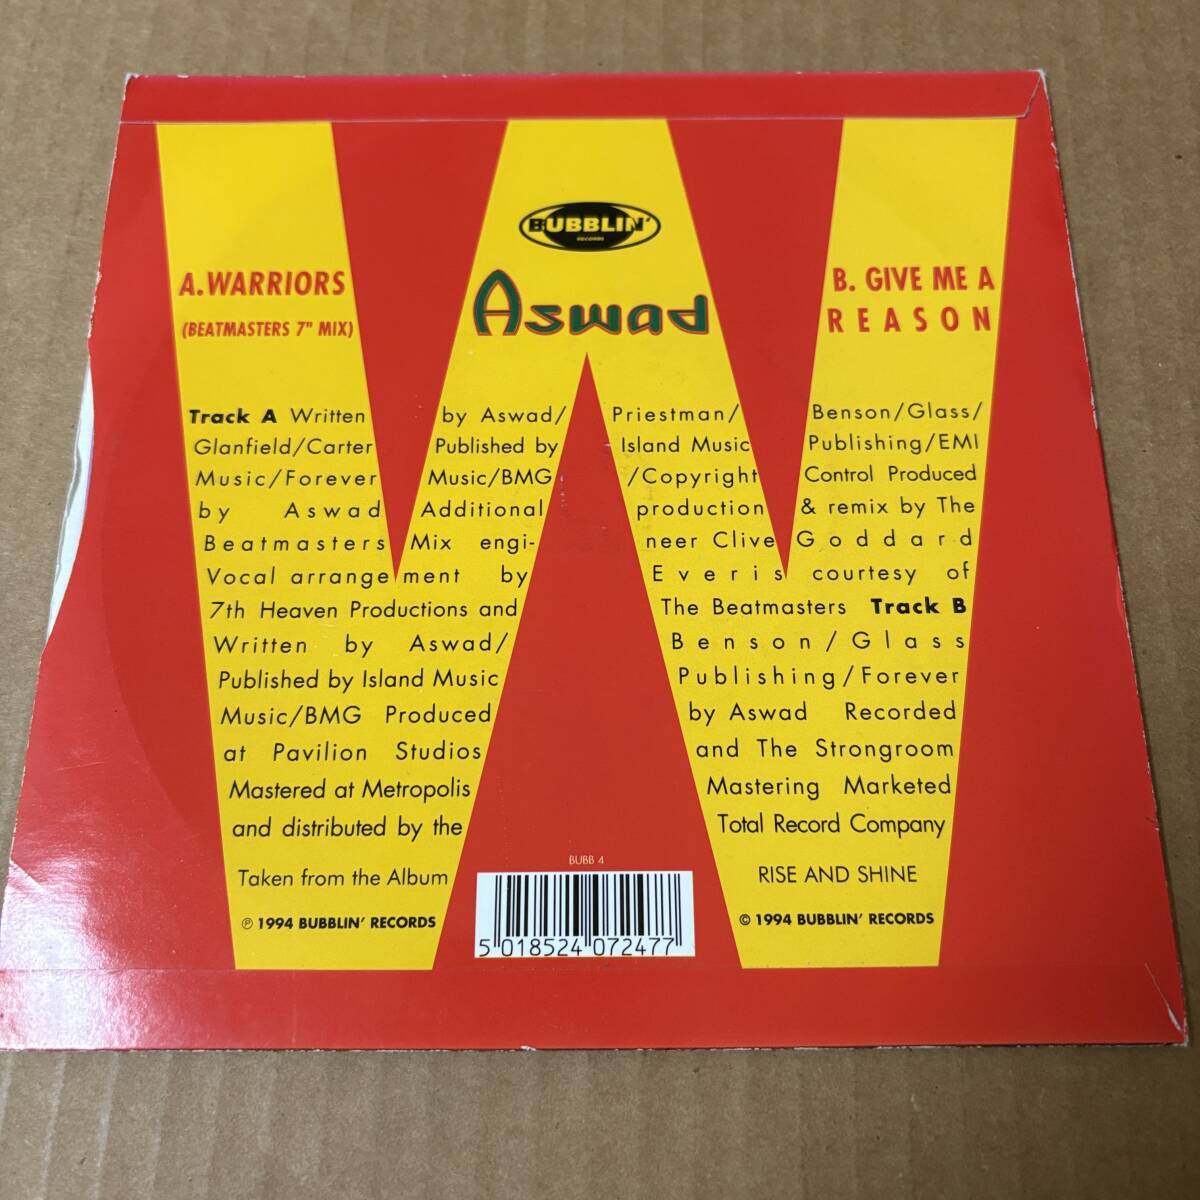 BUBBLIN'
RECORDS
Aswad
A. WARRIORS
(BEATMASTERS 7" MIX)
B. GIVE ME A
REASON
Track A Written by Aswad/ Priestman/ Benson/Glass/
Glanfield/Carter Published by Island Music Publishing/EMI
Music/Forever Music/BMG /Copyright Control Produced
by Aswad Additional production & remix by The
Beatmasters Mix engi- neer Clive Goddard
Vocal arrangement by Everis courtesy of
7th Heaven Productions and The Beatmasters Track B
Written by Aswad/ Benson/Glass
Published by Island Music Publishing/Forever
Music/BMG Produced by Aswad Recorded
at Pavilion Studios and The Strongroom
Mastered at Metropolis Mastering Marketed
and distributed by the Total Record Company
Taken from the Album RISE AND SHINE
℗ 1994 BUBBLIN' RECORDS © 1994 BUBBLIN' RECORDS
BUBB 4
5 018524 072477